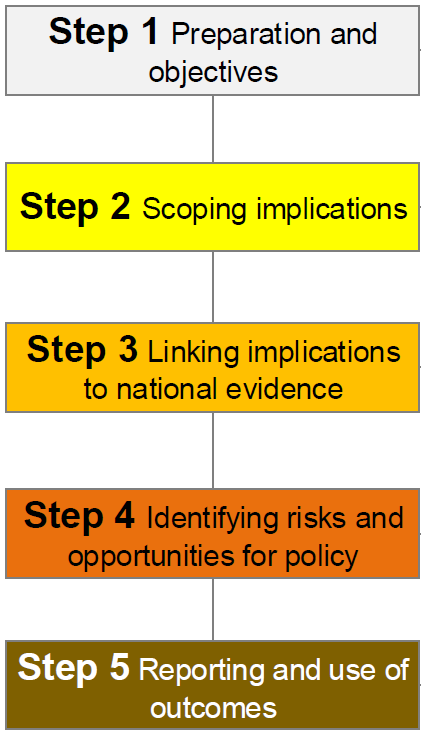 Step 1 Preparation and
objectives
Step 2 Scoping implications
Step 3 Linking implications
to national evidence
Step 4 Identifying risks and
opportunities for policy
Step 5 Reporting and use of
outcomes